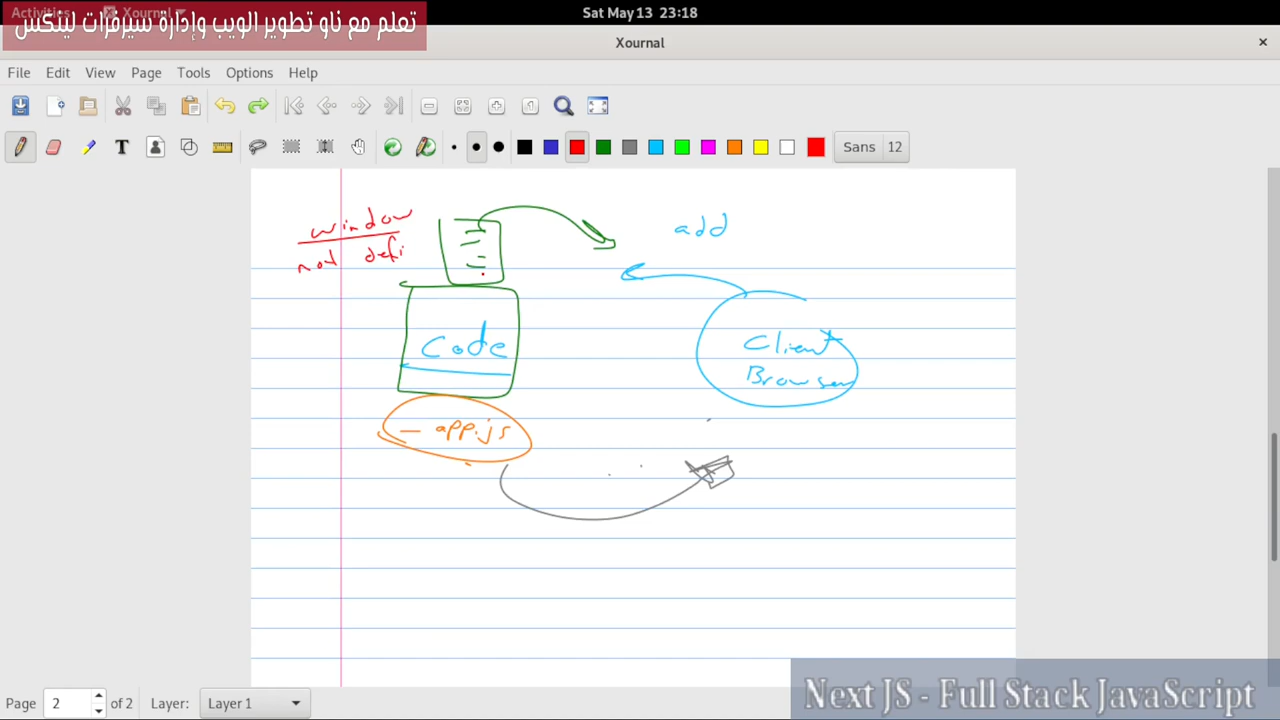 Activities Xournal Sat May 13 23:18
تعلم مع ناو تطوير الويب وإدارة سيرفرات لينكس
Xournal
File Edit View Page Tools Options Help
Sans 12
window
not defi
add
Code
Client
Browser
app.js
Page 2 of 2 Layer: Layer 1
Next JS - Full Stack JavaScript